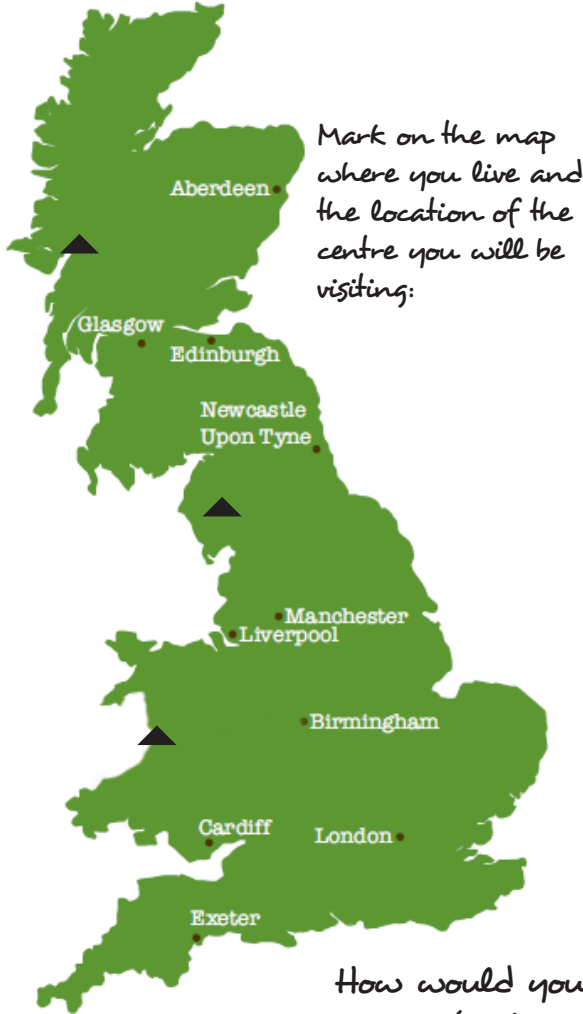 Mark on the map
where you live and
the location of the
centre you will be
visiting:
Aberdeen
Glasgow
Edinburgh
Newcastle
Upon Tyne
Manchester
Liverpool
Birmingham
Cardiff
London
Exeter
How would you